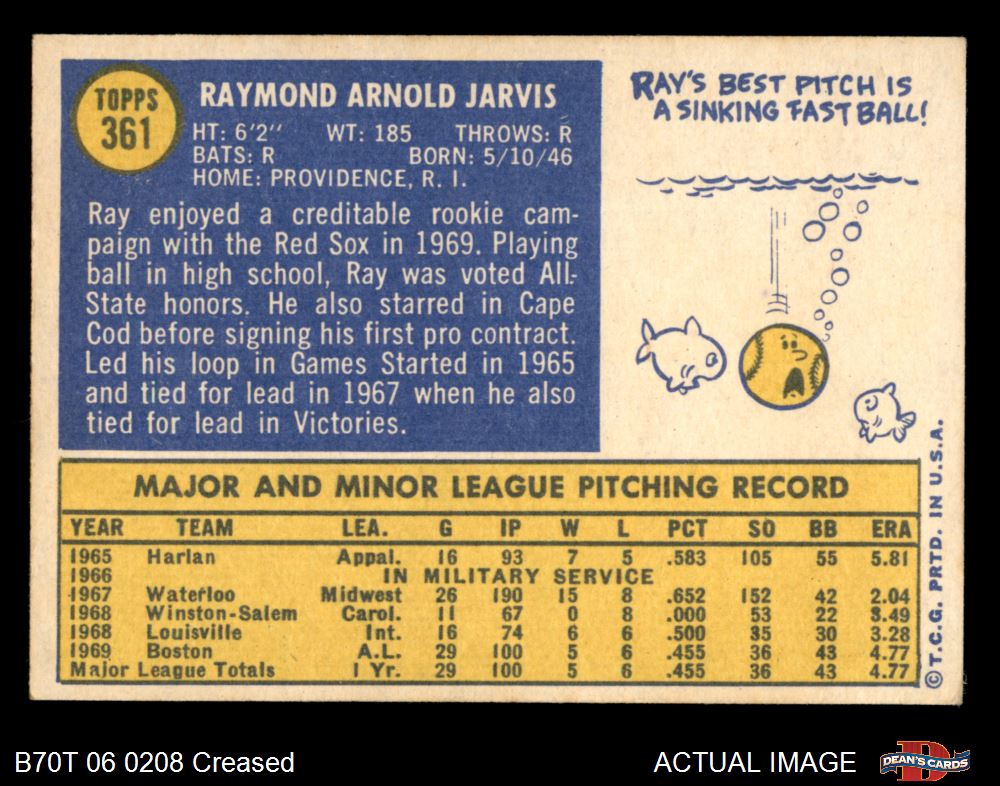 TOPPS
361
RAYMOND ARNOLD JARVIS
HT: 6'2" WT: 185 THROWS: R
BATS: R BORN: 5/10/46
HOME: PROVIDENCE, R. I.
Ray enjoyed a creditable rookie cam-
paign with the Red Sox in 1969. Playing
ball in high school, Ray was voted All-
State honors. He also starred in Cape
Cod before signing his first pro contract.
Led his loop in Games Started in 1965
and tied for lead in 1967 when he also
tied for lead in Victories.
RAY'S BEST PITCH IS
A SINKING FAST BALL!
MAJOR AND MINOR LEAGUE PITCHING RECORD
YEAR TEAM LEA. G IP W L PCT SO BB ERA
1965 Harlan Appal. 16 93 7 5 .583 105 55 5.81
1966 IN MILITARY SERVICE
1967 Waterloo Midwest 26 190 15 8 .652 152 42 2.04
1968 Winston-Salem Carol. 11 67 0 8 .000 53 22 3.49
1968 Louisville Int. 16 74 6 6 .500 35 30 3.28
1969 Boston A.L. 29 100 5 6 .455 36 43 4.77
Major League Totals 1 Yr. 29 100 5 6 .455 36 43 4.77
©T.C.G. PRTD. IN U.S.A.
B70T 06 0208 Creased
ACTUAL IMAGE
D
DEAN'S CARDS